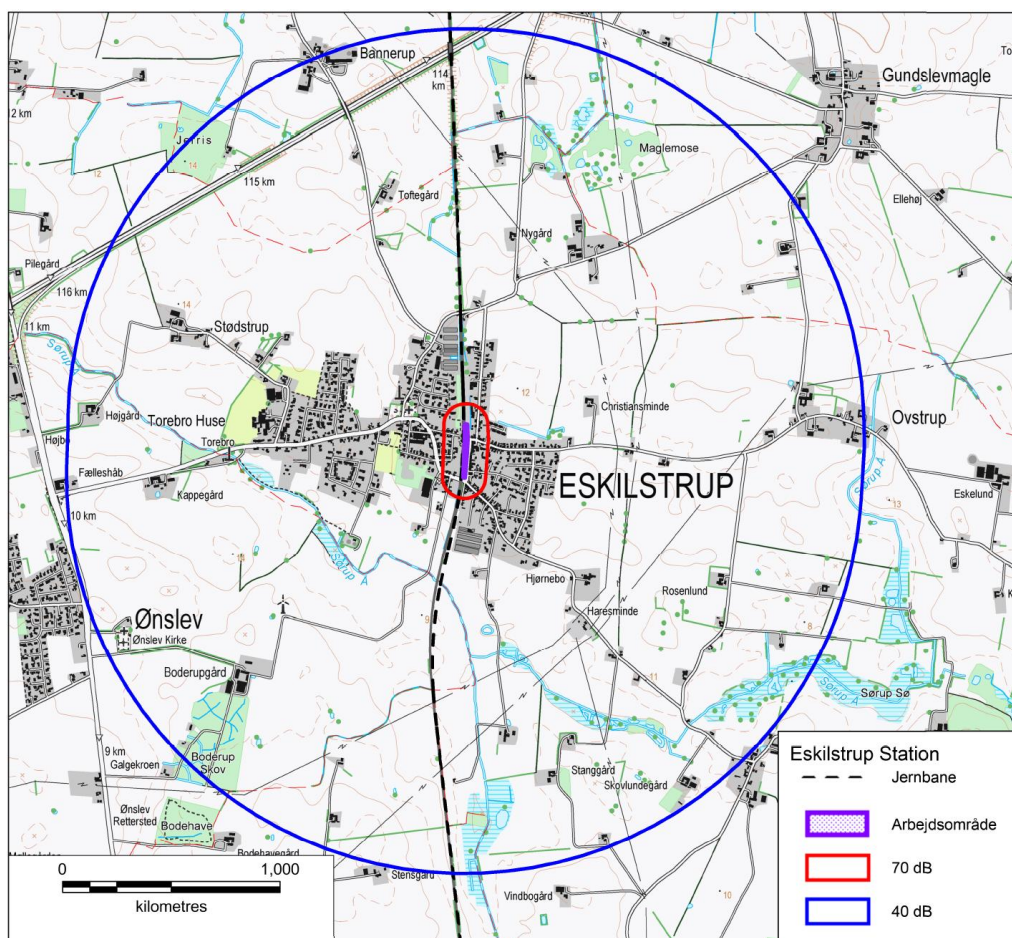 Bannerup
114
km
Gundslevmagle
Jerris
2 km
14
12
115 km
Maglemose
Toftegård
Ellehøj
Nygård
Pilegård
116 km
14
11 km
Stødstrup
Sørup Å
Højgård
Torebro Huse
12
Christiansminde
Ovstrup
Højbo
Torebro
Fælleshåb
Kappegård
ESKILSTRUP
Sørup Å
Eskelund
10 km
13
Sørup Å
Hjørnebo
Rosenlund
Haresminde
Ønslev
9
8
Ønslev Kirke
Boderupgård
11
Sørup Å
Sørup Sø
9 km
Galgekroen
Boderup
Skov
Stanggård
Skovlundegård
Ønslev
Rettersted
Bodehave
Bodehavegård
Stensgård
Vindbogård
10
0 1,000
kilometres
Eskilstrup Station
Jernbane
Arbejdsområde
70 dB
40 dB